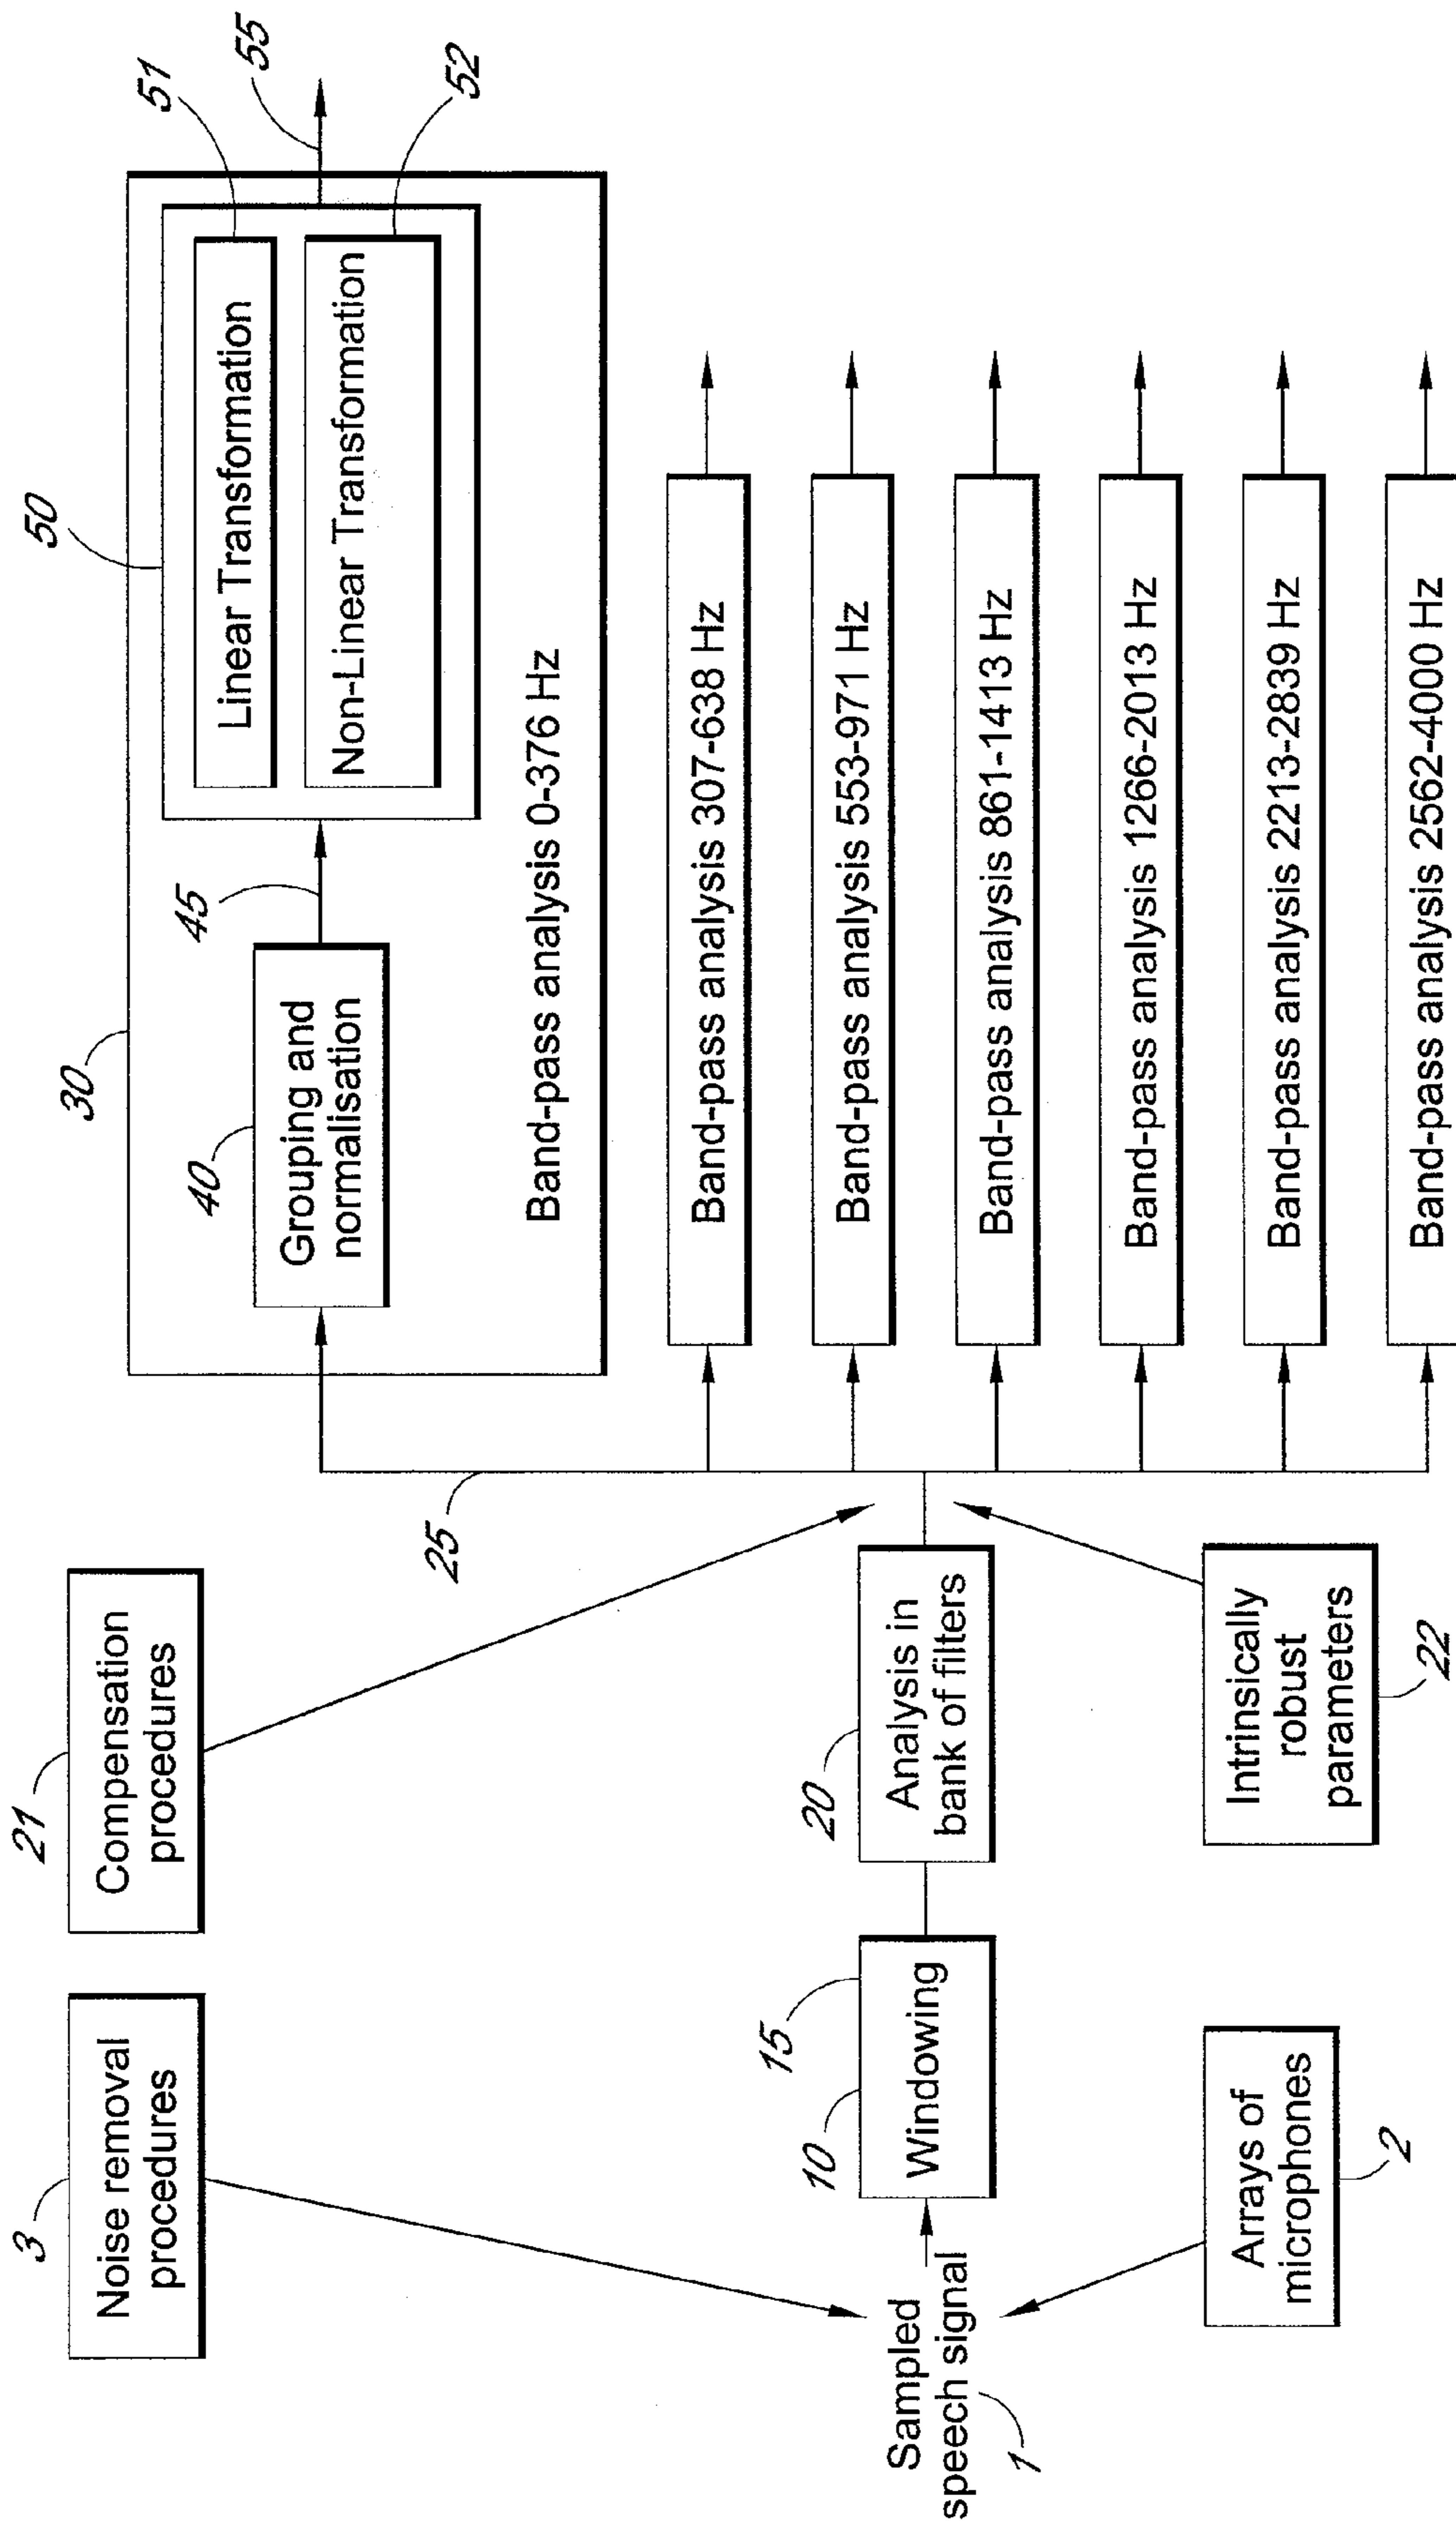 3
Noise removal
procedures
21
Compensation
procedures
Sampled
speech signal
1
10
15
Windowing
20
Analysis in
bank of filters
25
Arrays of
microphones
2
Intrinsically
robust
parameters
22
30
40
Grouping and
normalisation
45
50
Linear Transformation
51
Non-Linear Transformation
52
55
Band-pass analysis 0-376 Hz
Band-pass analysis 307-638 Hz
Band-pass analysis 553-971 Hz
Band-pass analysis 861-1413 Hz
Band-pass analysis 1266-2013 Hz
Band-pass analysis 2213-2839 Hz
Band-pass analysis 2562-4000 Hz